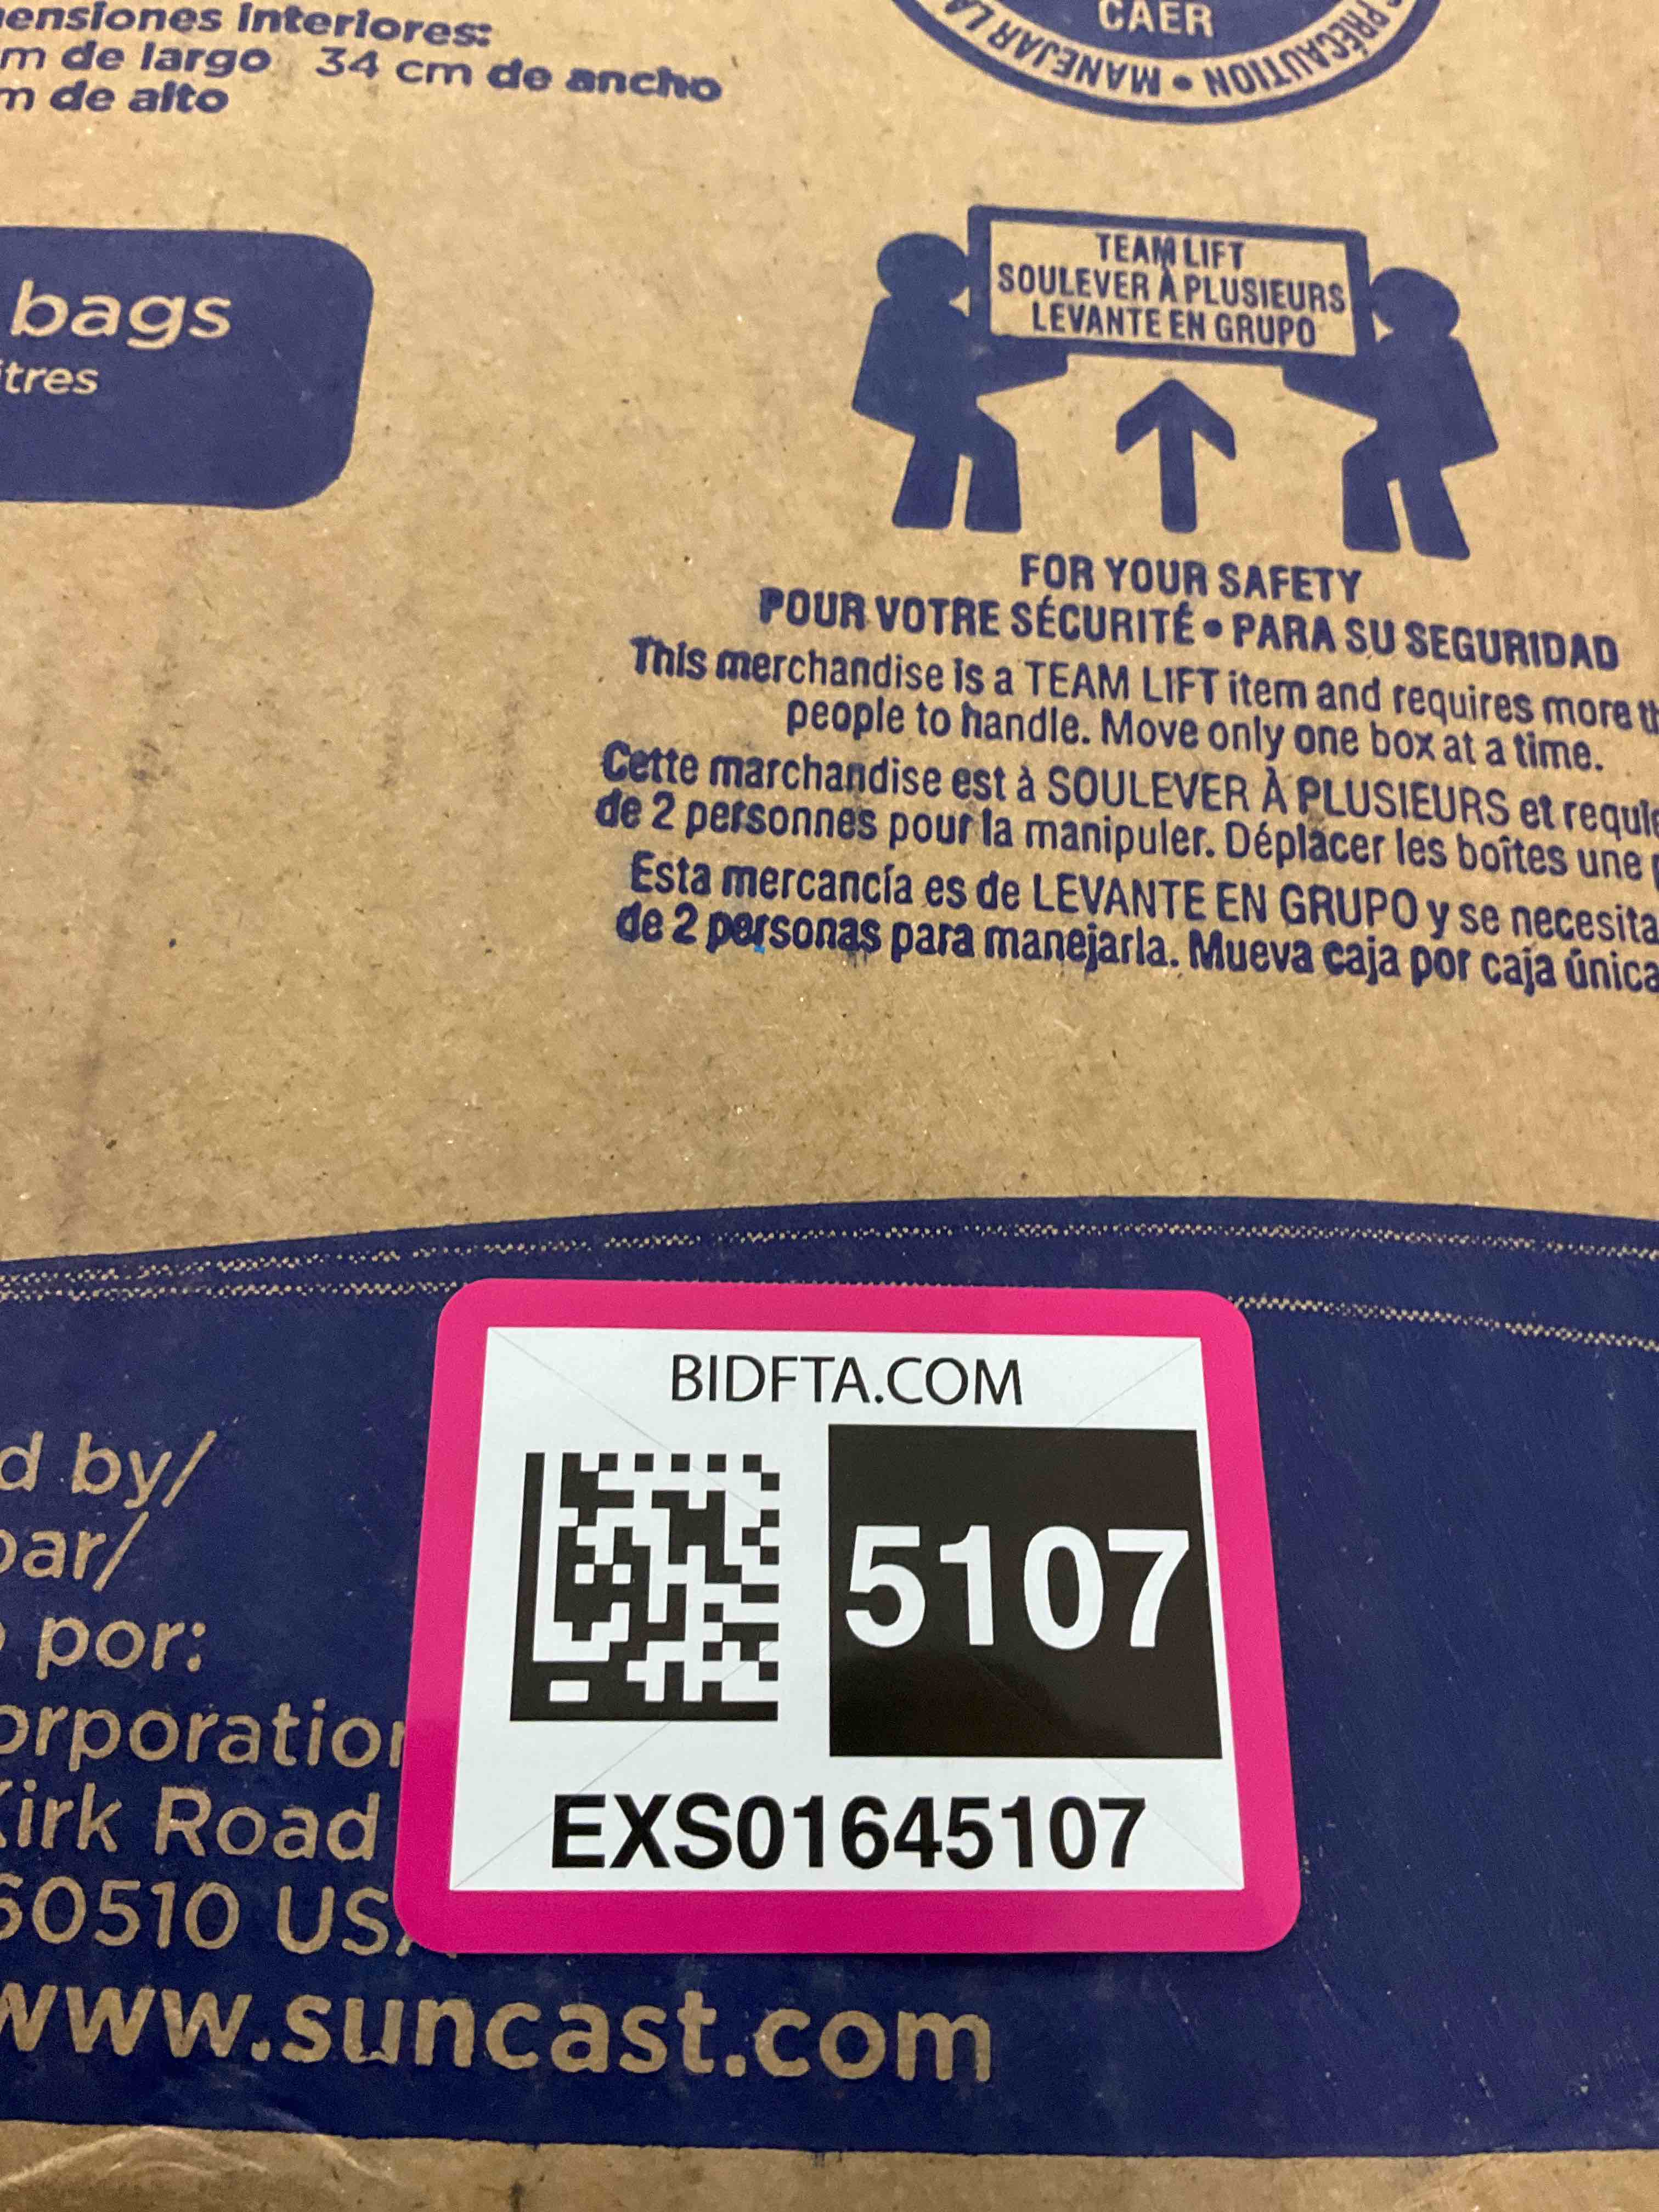 ensiones interiores:
m de largo 34 cm de ancho
m de alto
CAER
MANEJAR LA • PRÉCAUTION
bags
itres
TEAM LIFT
SOULEVER À PLUSIEURS
LEVANTE EN GRUPO
FOR YOUR SAFETY
POUR VOTRE SÉCURITÉ • PARA SU SEGURIDAD
This merchandise is a TEAM LIFT item and requires more th
people to handle. Move only one box at a time.
Cette marchandise est à SOULEVER À PLUSIEURS et requie
de 2 personnes pour la manipuler. Déplacer les boîtes une p
Esta mercancía es de LEVANTE EN GRUPO y se necesita
de 2 personas para manejarla. Mueva caja por caja única
BIDFTA.COM
5107
EXS01645107
d by/
par/
por:
orporation
Kirk Road
60510 USA
www.suncast.com